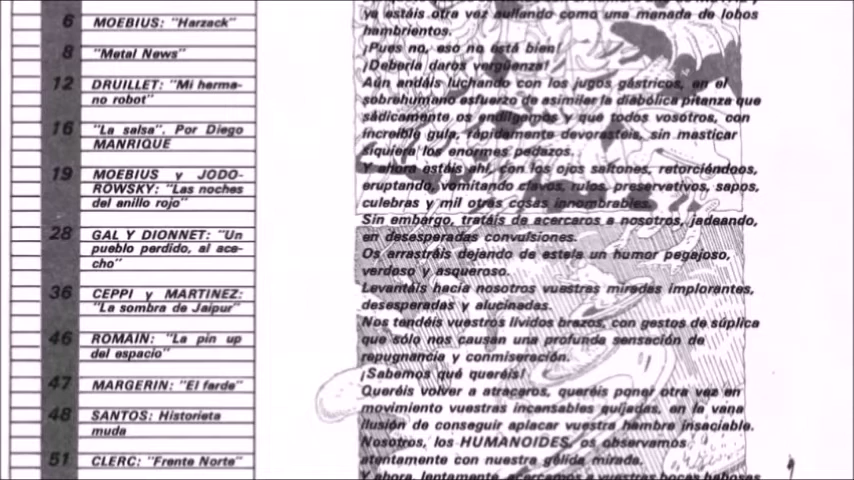 6 MOEBIUS: "Harzack"
8 "Metal News"
12 DRUILLET: "Mi herma-
no robot"
16 "La salsa". Por Diego
MANRIQUE
19 MOEBIUS y JODO-
ROWSKY: "Las noches
del anillo rojo"
28 GAL Y DIONNET: "Un
pueblo perdido, al ace-
cho"
36 CEPPI y MARTINEZ:
"La sombra de Jaipur"
46 ROMAIN: "La pin up
del espacio"
47 MARGERIN: "El farde"
48 SANTOS: Historieta
muda
51 CLERC: "Frente Norte"
ya estáis otra vez aullando como una manada de lobos
hambrientos.
¡Pues no, eso no está bien!
¡Debería daros vergüenza!
Aún andáis luchando con los jugos gástricos, en el
sobrehumano esfuerzo de asimilar la diabólica pitanza que
sádicamente os endilgamos y que todos vosotros, con
increíble gula, rápidamente devorasteis, sin masticar
siquiera los enormes pedazos.
Y ahora estáis ahí, con los ojos saltones, retorciéndoos,
eruptando, vomitando clavos, rulos, preservativos, sapos,
culebras y mil otras cosas innombrables.
Sin embargo, tratáis de acercaros a nosotros, jadeando,
en desesperadas convulsiones.
Os arrastráis dejando de estela un humor pegajoso,
verdoso y asqueroso.
Levantáis hacia nosotros vuestras miradas implorantes,
desesperadas y alucinadas.
Nos tendéis vuestros lívidos brazos, con gestos de súplica
que sólo nos causan una profunda sensación de
repugnancia y conmiseración.
¡Sabemos qué queréis!
Queréis volver a atracaros, queréis poner otra vez en
movimiento vuestras incansables quijadas, en la vana
ilusión de conseguir aplacar vuestra hambre insaciable.
Nosotros, los HUMANOIDES, os observamos
atentamente con nuestra gélida mirada.
Y ahora, lentamente, acercamos a vuestras bocas babosas